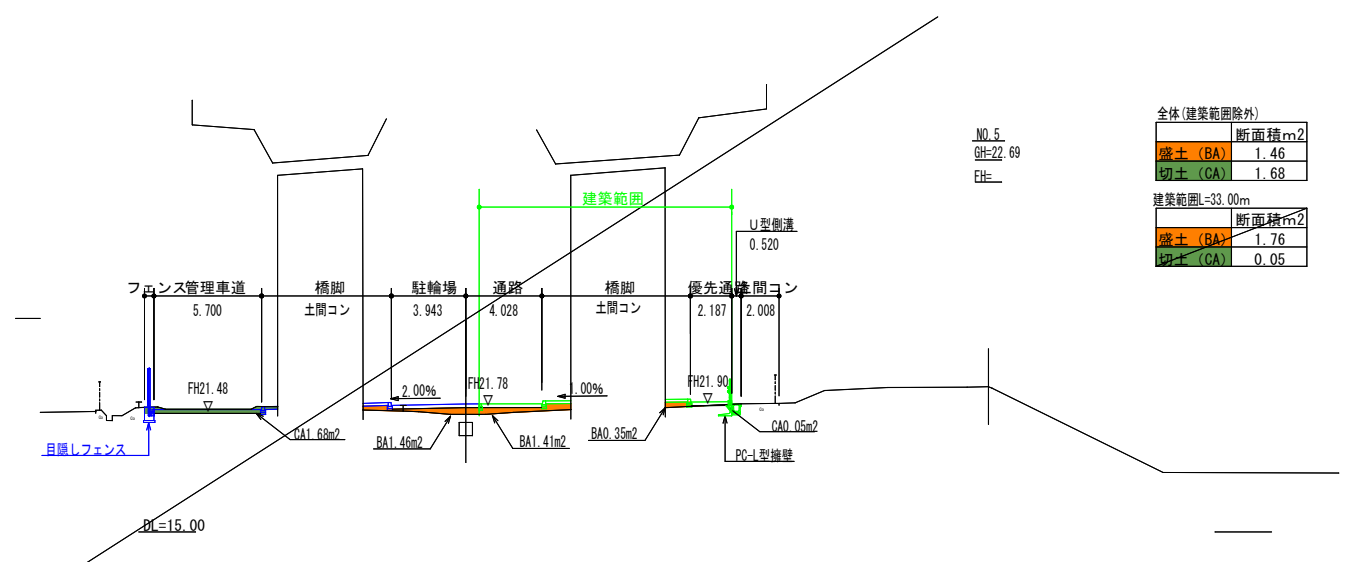 全体(建築範囲除外)
断面積m2
盛土 (BA) 1.46
切土 (CA) 1.68
NO.5
GH=22.69
FH=
建築範囲L=33.00m
断面積m2
盛土 (BA) 1.76
切土 (CA) 0.05
建築範囲
U型側溝
0.520
フェンス 管理車道 橋脚 駐輪場 通路 橋脚 優先通路 土間コン
5.700 土間コン 3.943 4.028 土間コン 2.187 2.008
FH21.48 2.00% FH21.78 1.00% FH21.90
CA1.68m2 BA1.46m2 BA1.41m2 BA0.35m2 CA0.05m2
目隠しフェンス PC-L型擁壁
DL=15.00